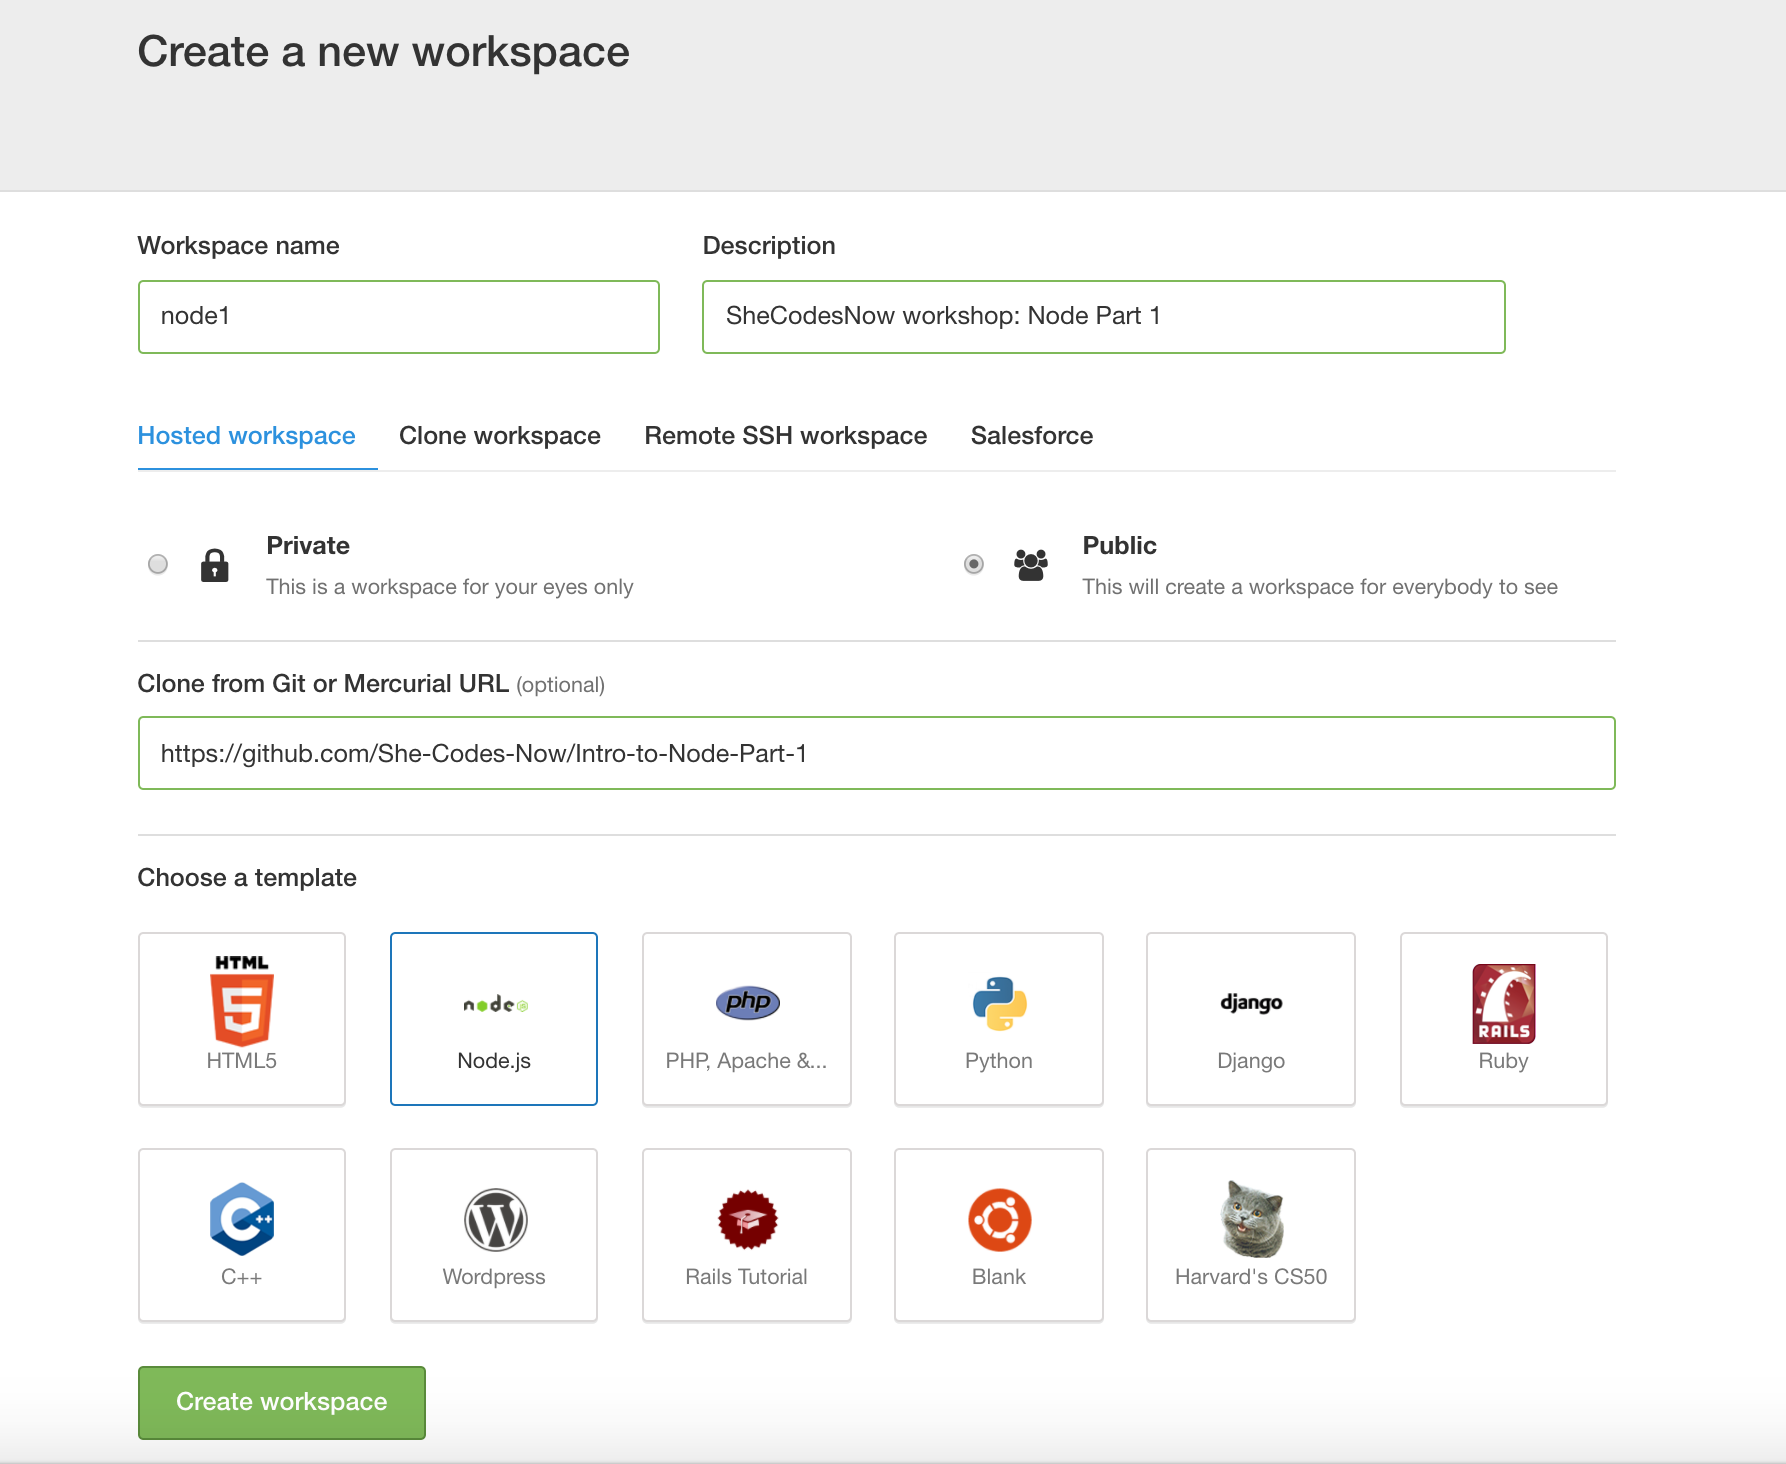 Create a new workspace
Workspace name
Description
node1
SheCodesNow workshop: Node Part 1
Hosted workspace
Clone workspace
Remote SSH workspace
Salesforce
Private
This is a workspace for your eyes only
Public
This will create a workspace for everybody to see
Clone from Git or Mercurial URL (optional)
https://github.com/She-Codes-Now/Intro-to-Node-Part-1
Choose a template
HTML
5
HTML5
node
JS
Node.js
php
PHP, Apache &...
Python
django
Django
RAILS
Ruby
C++
C++
W
Wordpress
Rails Tutorial
Blank
Harvard's CS50
Create workspace